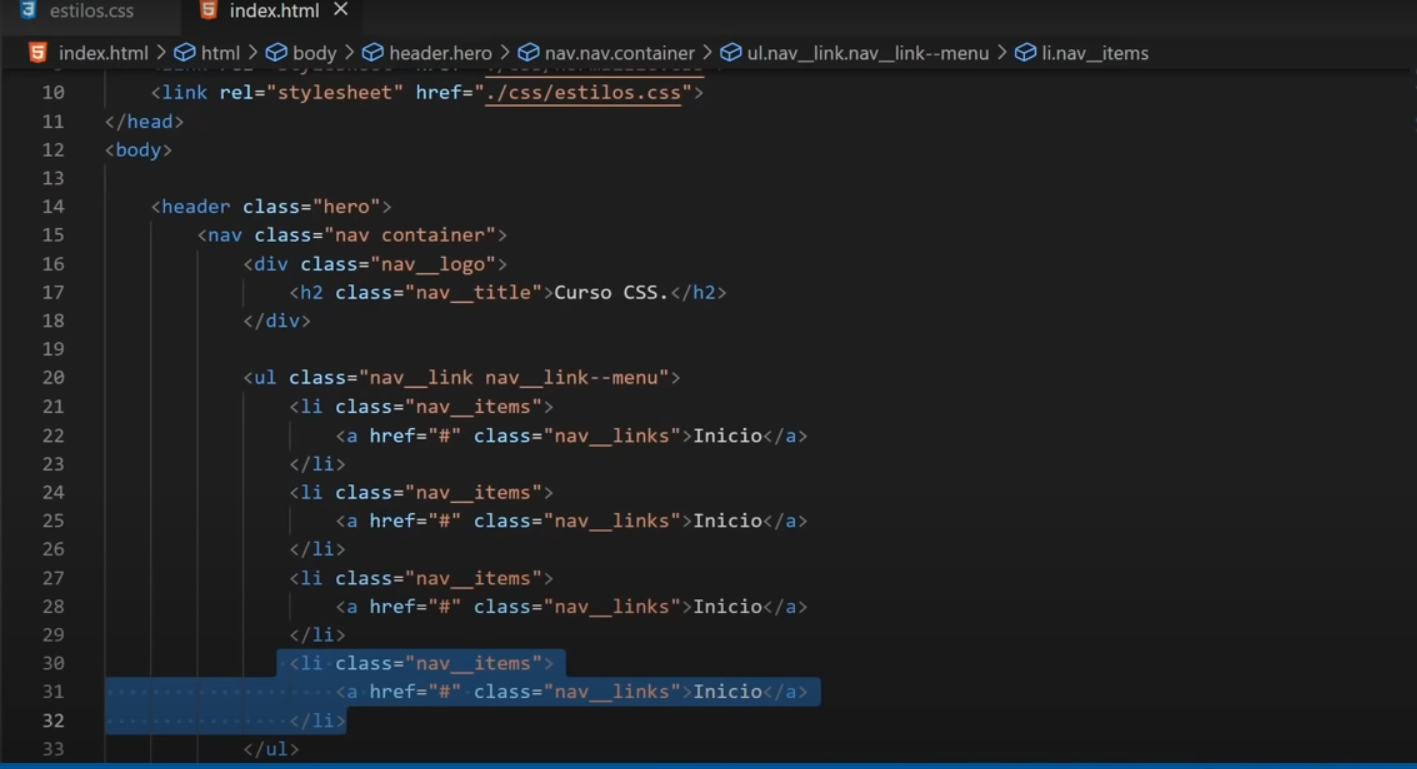 estilos.css index.html
index.html > html > body > header.hero > nav.nav.container > ul.nav__link.nav__link--menu > li.nav__items
10 <link rel="stylesheet" href="./css/estilos.css">
11 </head>
12 <body>
13
14 <header class="hero">
15 <nav class="nav container">
16 <div class="nav__logo">
17 <h2 class="nav__title">Curso CSS.</h2>
18 </div>
19
20 <ul class="nav__link nav__link--menu">
21 <li class="nav__items">
22 <a href="#" class="nav__links">Inicio</a>
23 </li>
24 <li class="nav__items">
25 <a href="#" class="nav__links">Inicio</a>
26 </li>
27 <li class="nav__items">
28 <a href="#" class="nav__links">Inicio</a>
29 </li>
30 <li class="nav__items">
31 <a href="#" class="nav__links">Inicio</a>
32 </li>
33 </ul>